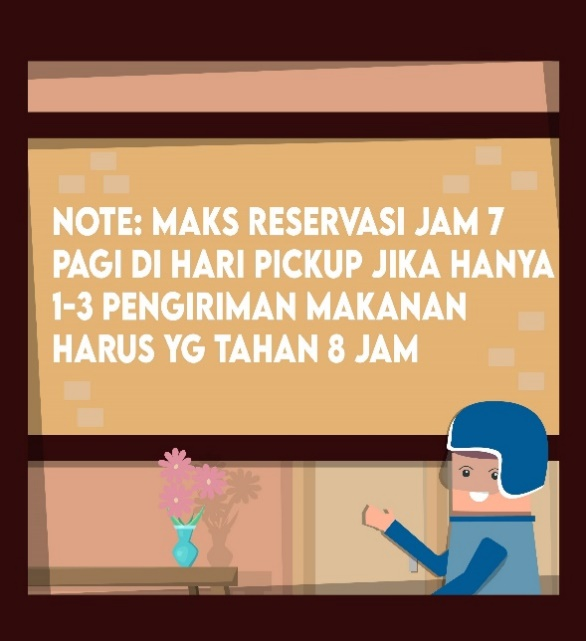 NOTE: MAKS RESERVASI JAM 7
PAGI DI HARI PICKUP JIKA HANYA
1-3 PENGIRIMAN MAKANAN
HARUS YG TAHAN 8 JAM